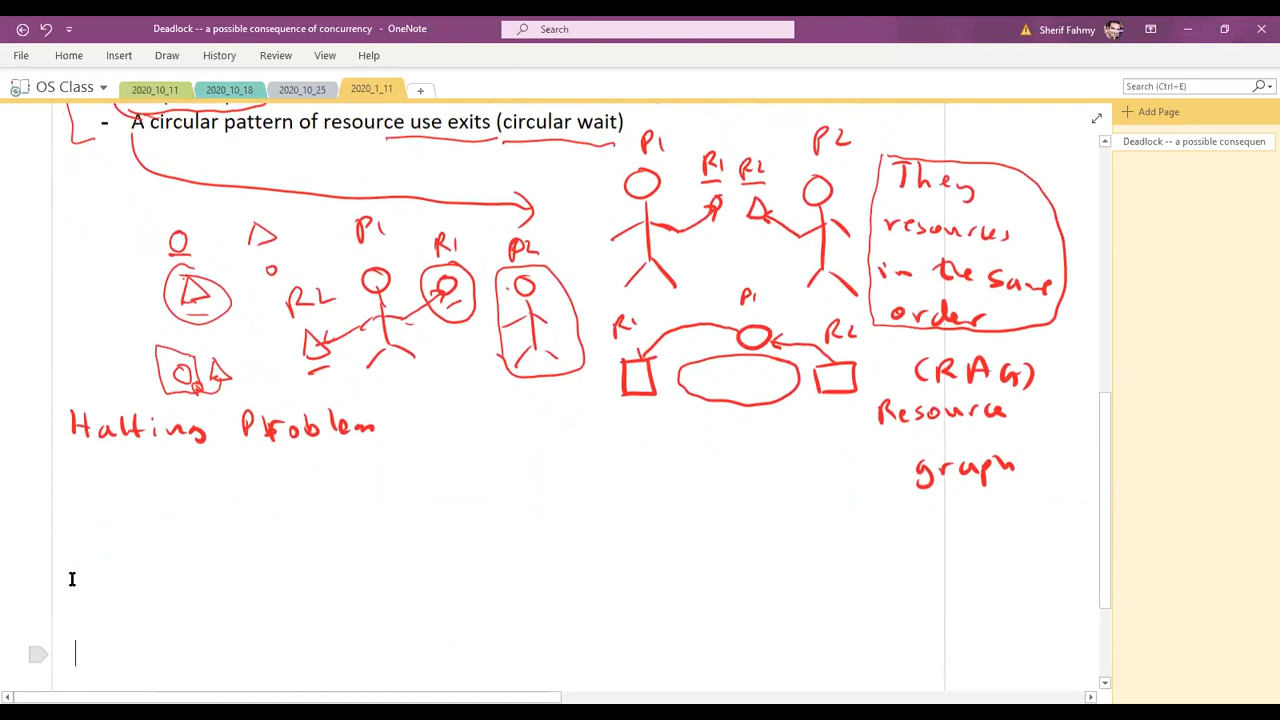 Deadlock -- a possible consequence of concurrency - OneNote
Search
Sherif Fahmy
File Home Insert Draw History Review View Help
OS Class
2020_10_11
2020_10_18
2020_10_25
2020_1_11
Search (Ctrl+E)
Add Page
Deadlock -- a possible consequen
- A circular pattern of resource use exits (circular wait)
P1
P2
R1 R2
They
resources
in the same
order
P1
R1
P2
R2
P1
R1
R2
(RAG)
Resource
graph
Halting Problem